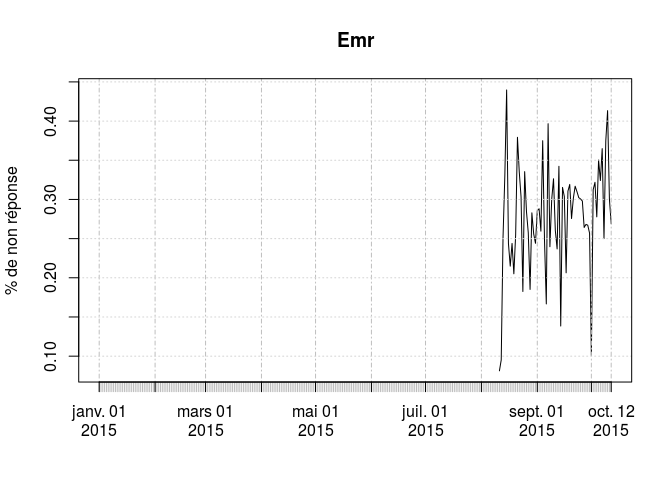 Emr
% de non réponse
0.40
0.30
0.20
0.10
janv. 01 mars 01 mai 01 juil. 01 sept. 01 oct. 12
2015 2015 2015 2015 2015 2015